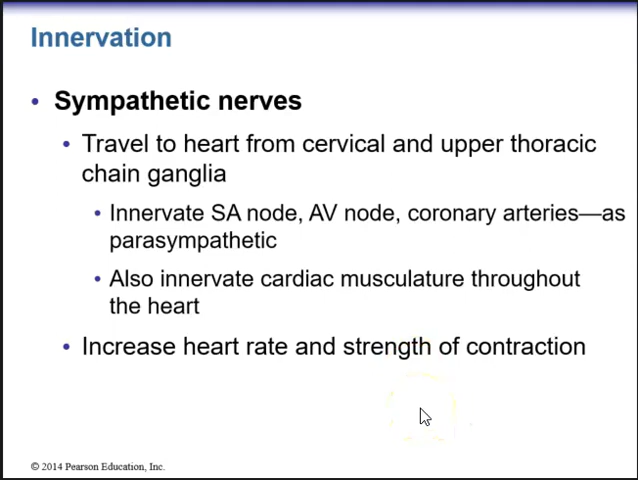 Innervation
• Sympathetic nerves
• Travel to heart from cervical and upper thoracic
chain ganglia
• Innervate SA node, AV node, coronary arteries—as
parasympathetic
• Also innervate cardiac musculature throughout
the heart
• Increase heart rate and strength of contraction
© 2014 Pearson Education, Inc.